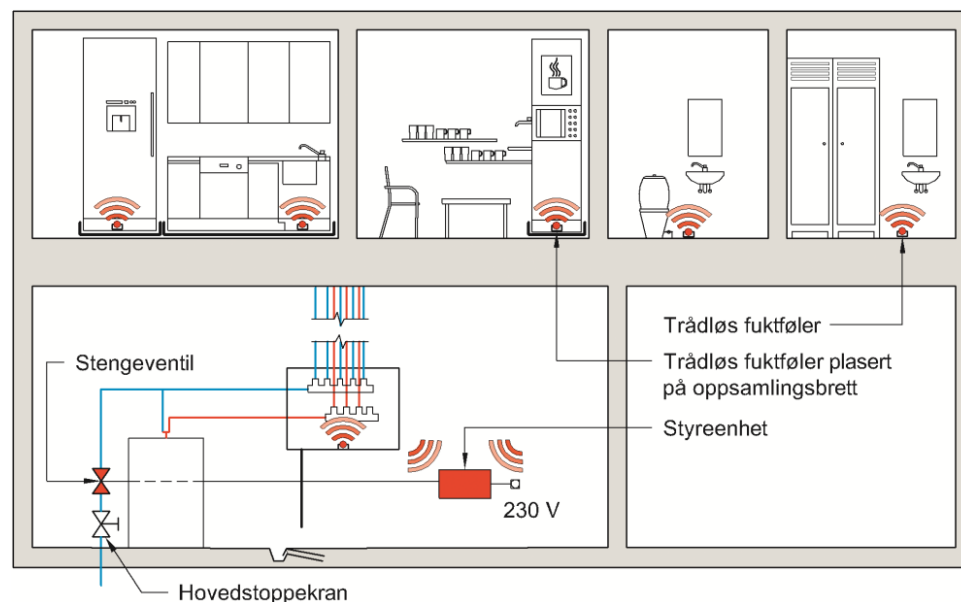 Stengeventil
Trådløs fuktføler
Trådløs fuktføler plasert
på oppsamlingsbrett
Styreenhet
230 V
Hovedstoppekran